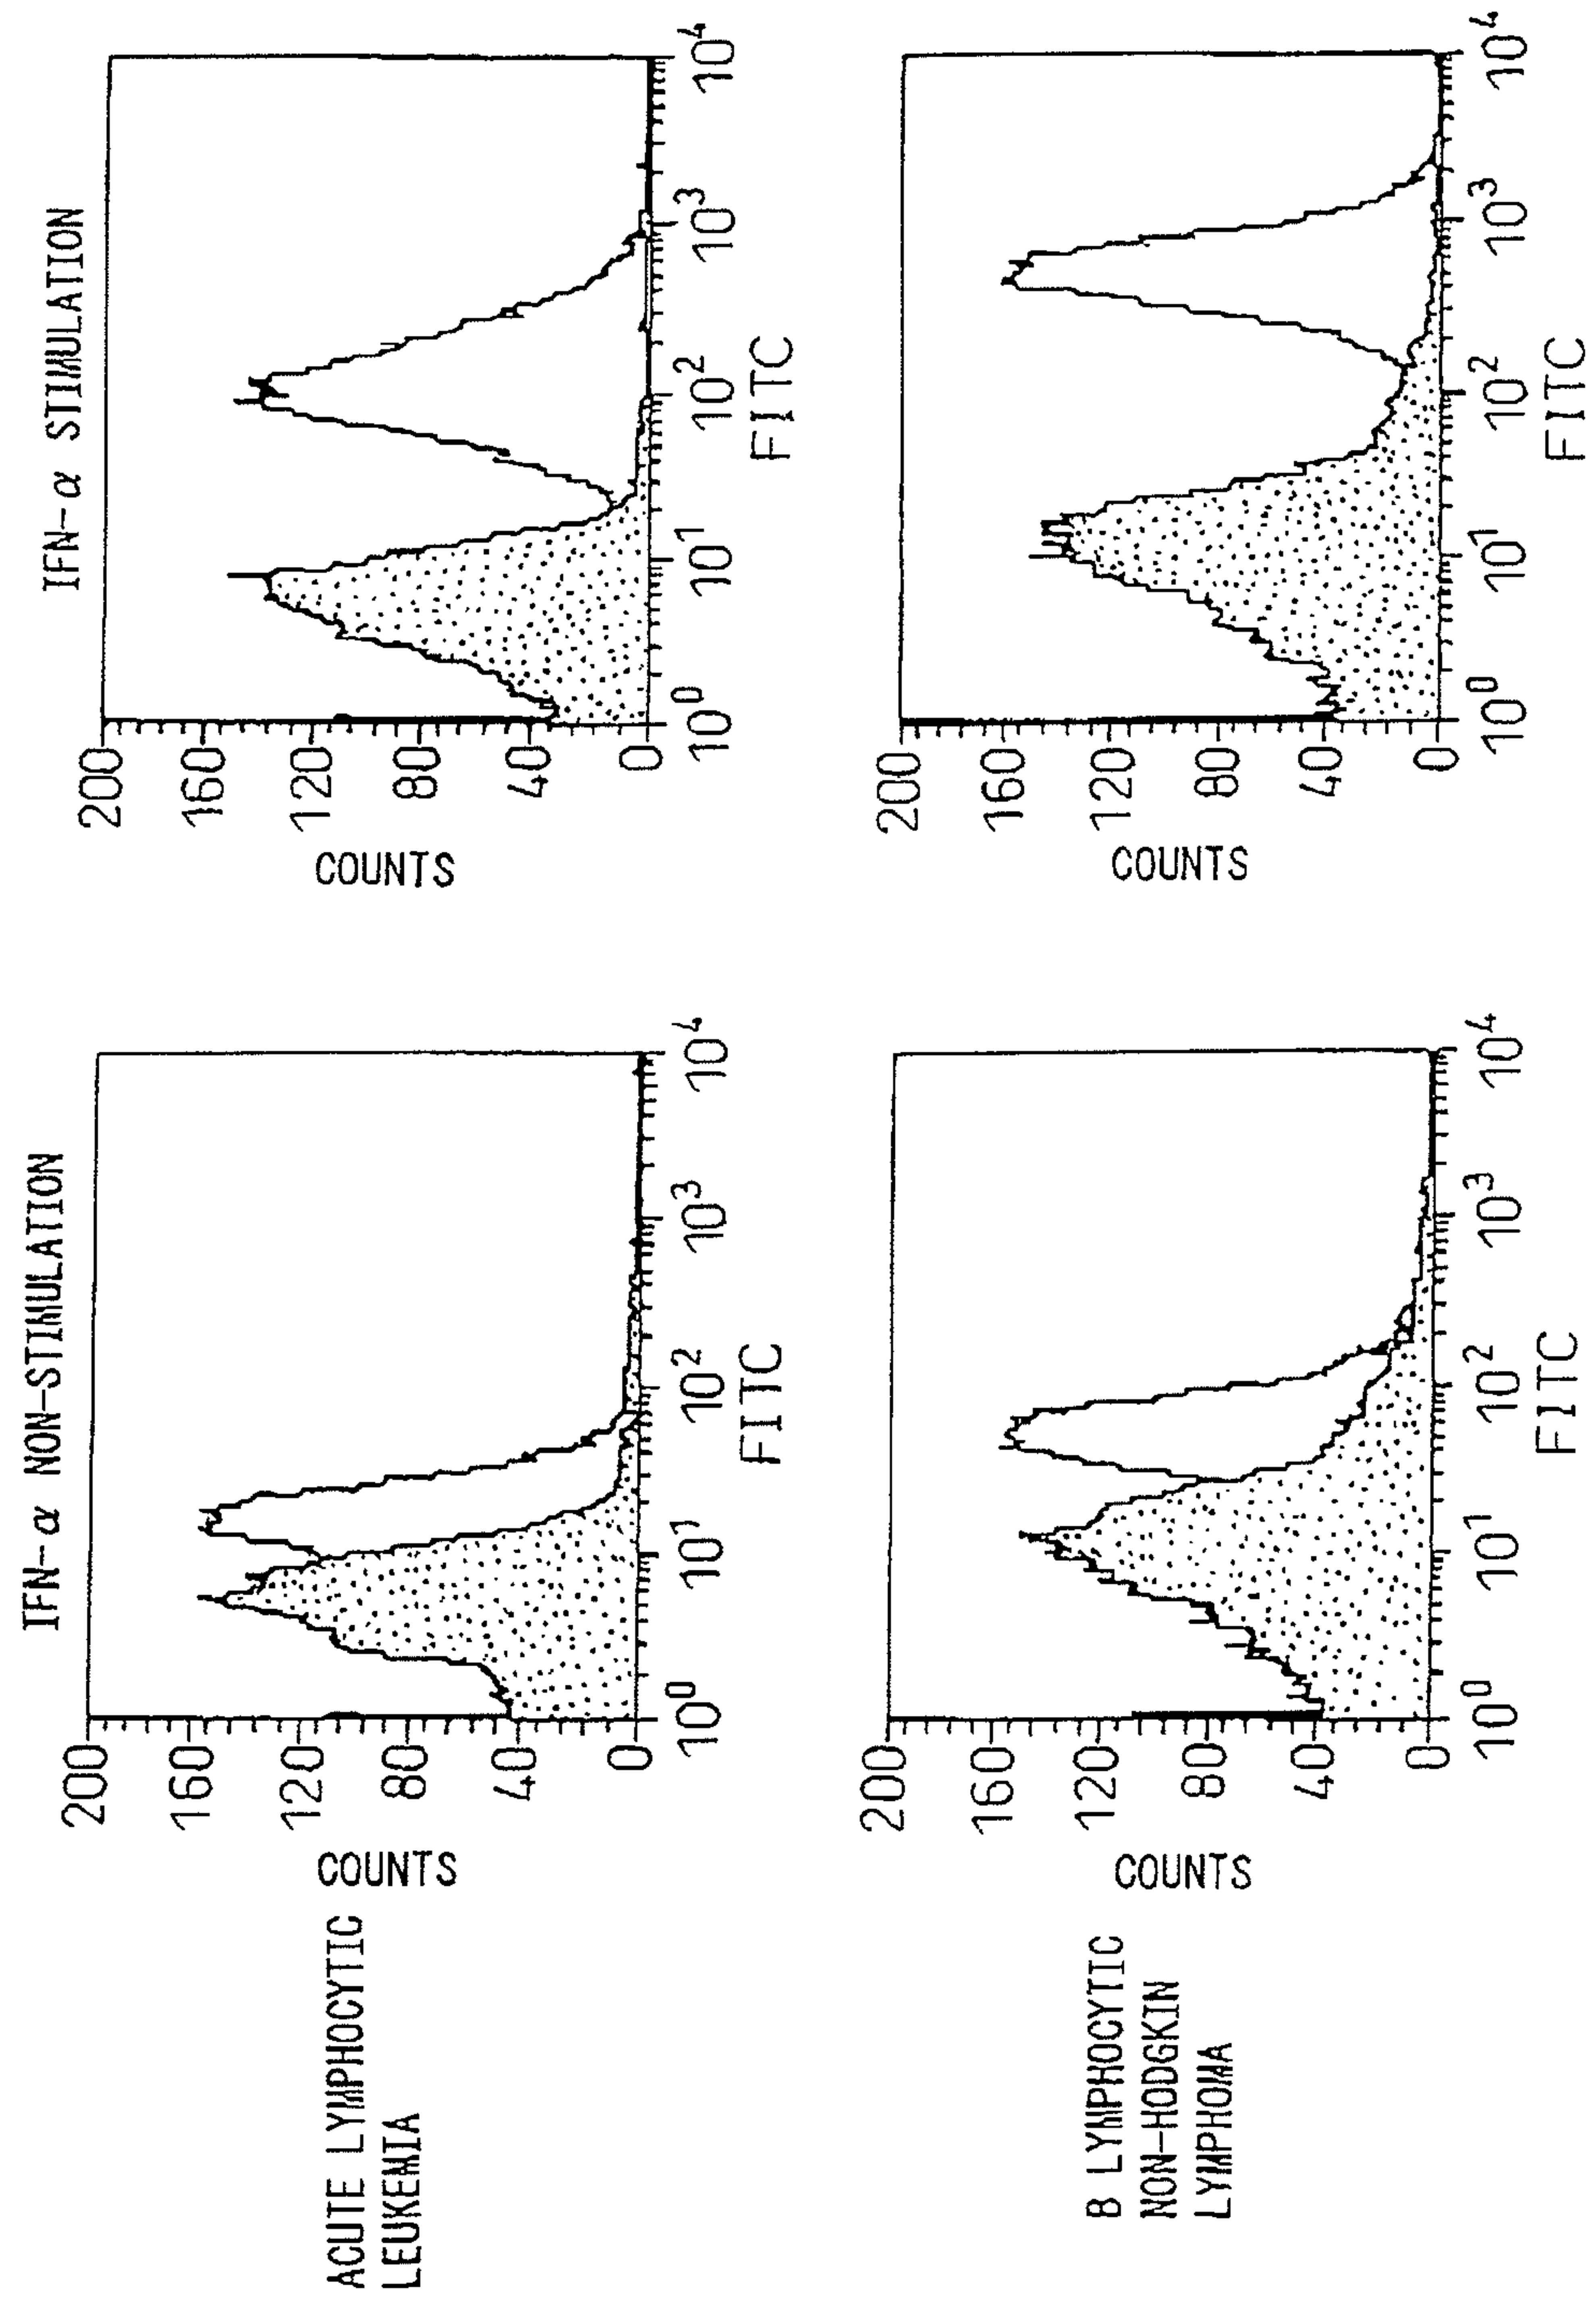 IFN-α NON-STIMULATION
IFN-α STIMULATION
ACUTE LYMPHOCYTIC
LEUKEMIA
COUNTS
200
160
120
80
40
0
10⁰
10¹
10²
10³
10⁴
FITC
COUNTS
200
160
120
80
40
0
10⁰
10¹
10²
10³
10⁴
FITC
B LYMPHOCYTIC
NON-HODGKIN
LYMPHOMA
COUNTS
200
160
120
80
40
0
10⁰
10¹
10²
10³
10⁴
FITC
COUNTS
200
160
120
80
40
0
10⁰
10¹
10²
10³
10⁴
FITC